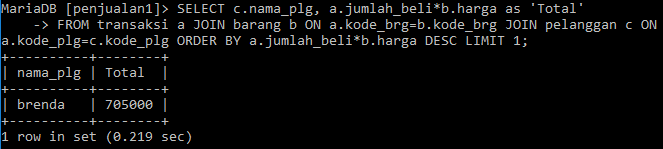 MariaDB [penjualan1]> SELECT c.nama_plg, a.jumlah_beli*b.harga as 'Total'
    -> FROM transaksi a JOIN barang b ON a.kode_brg=b.kode_brg JOIN pelanggan c ON
a.kode_plg=c.kode_plg ORDER BY a.jumlah_beli*b.harga DESC LIMIT 1;
+----------+--------+
| nama_plg | Total  |
+----------+--------+
| brenda   | 705000 |
+----------+--------+
1 row in set (0.219 sec)